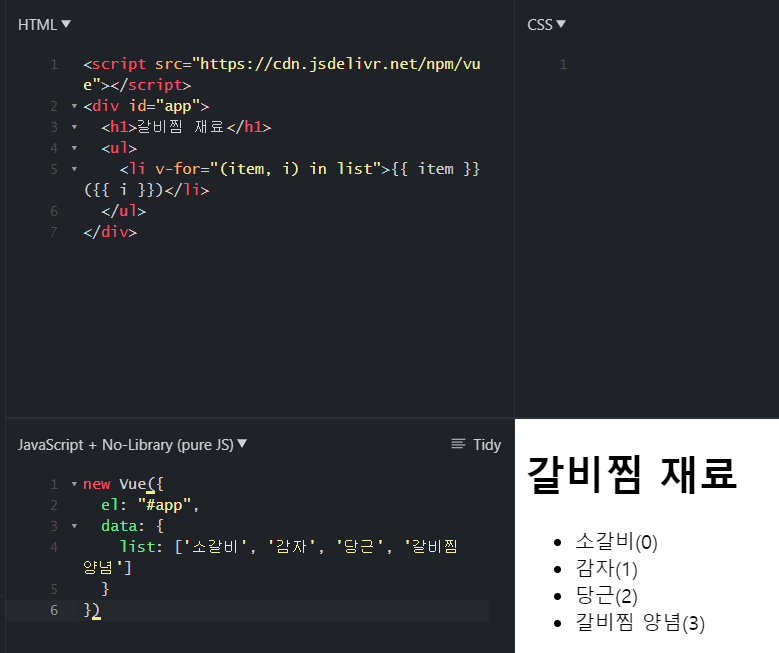 HTML▼
1 <script src="https://cdn.jsdelivr.net/npm/vu
e"></script>
2 <div id="app">
3 <h1>갈비찜 재료</h1>
4 <ul>
5 <li v-for="(item, i) in list">{{ item }}
({{ i }})</li>
6 </ul>
7 </div>
CSS▼
1
JavaScript + No-Library (pure JS)▼
Tidy
1 new Vue({
2 el: "#app",
3 data: {
4 list: ['소갈비', '감자', '당근', '갈비찜
양념']
5 }
6 })
갈비찜 재료
• 소갈비(0)
• 감자(1)
• 당근(2)
• 갈비찜 양념(3)